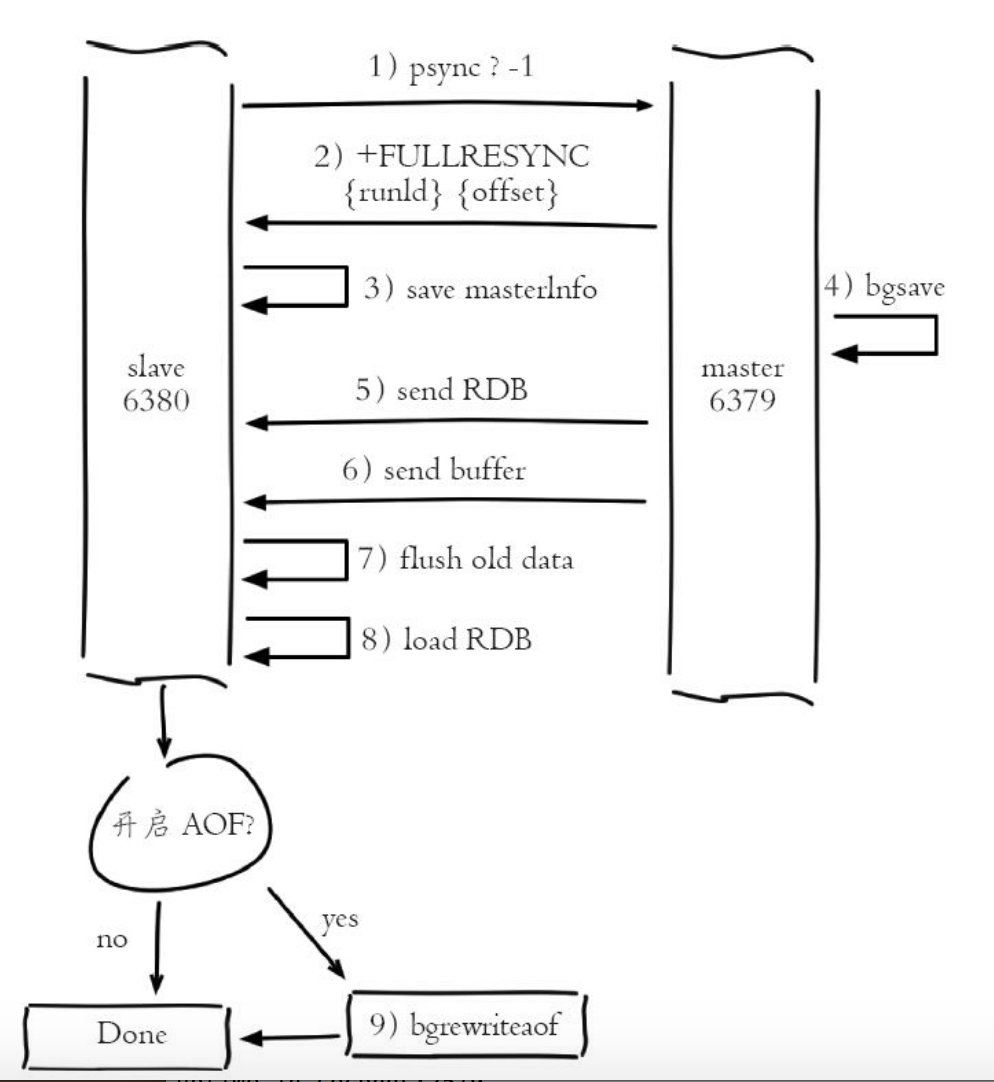 1) psync ? -1
2) +FULLRESYNC
{runId} {offset}
3) save masterInfo
4) bgsave
slave
6380
master
6379
5) send RDB
6) send buffer
7) flush old data
8) load RDB
开启 AOF?
no
yes
Done
9) bgrewriteaof